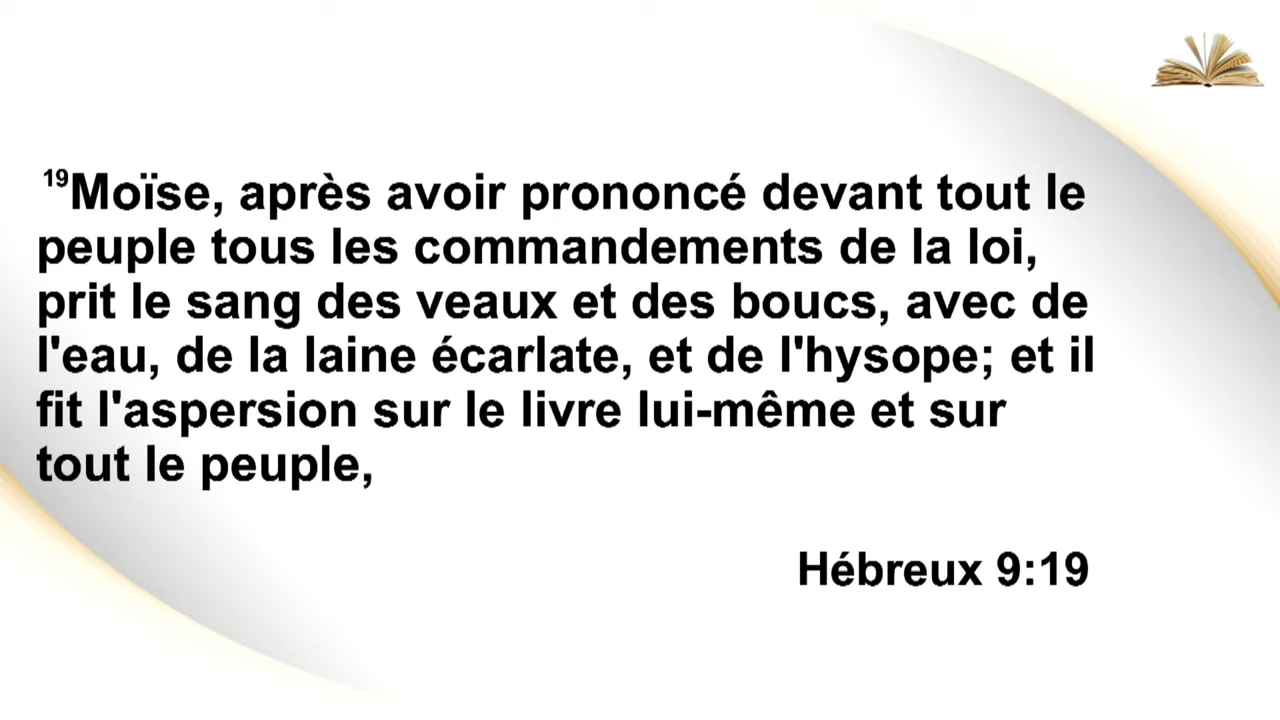 19Moïse, après avoir prononcé devant tout le
peuple tous les commandements de la loi,
prit le sang des veaux et des boucs, avec de
l'eau, de la laine écarlate, et de l'hysope; et il
fit l'aspersion sur le livre lui-même et sur
tout le peuple,
Hébreux 9:19